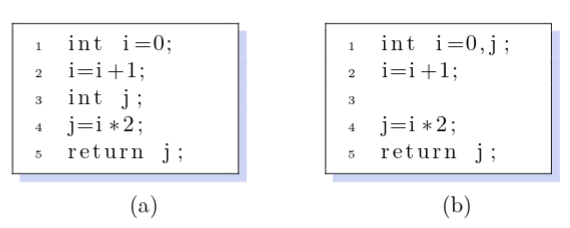 1 int i=0;
2 i=i+1;
3 int j;
4 j=i*2;
5 return j;
(a)
1 int i=0,j;
2 i=i+1;
3
4 j=i*2;
5 return j;
(b)